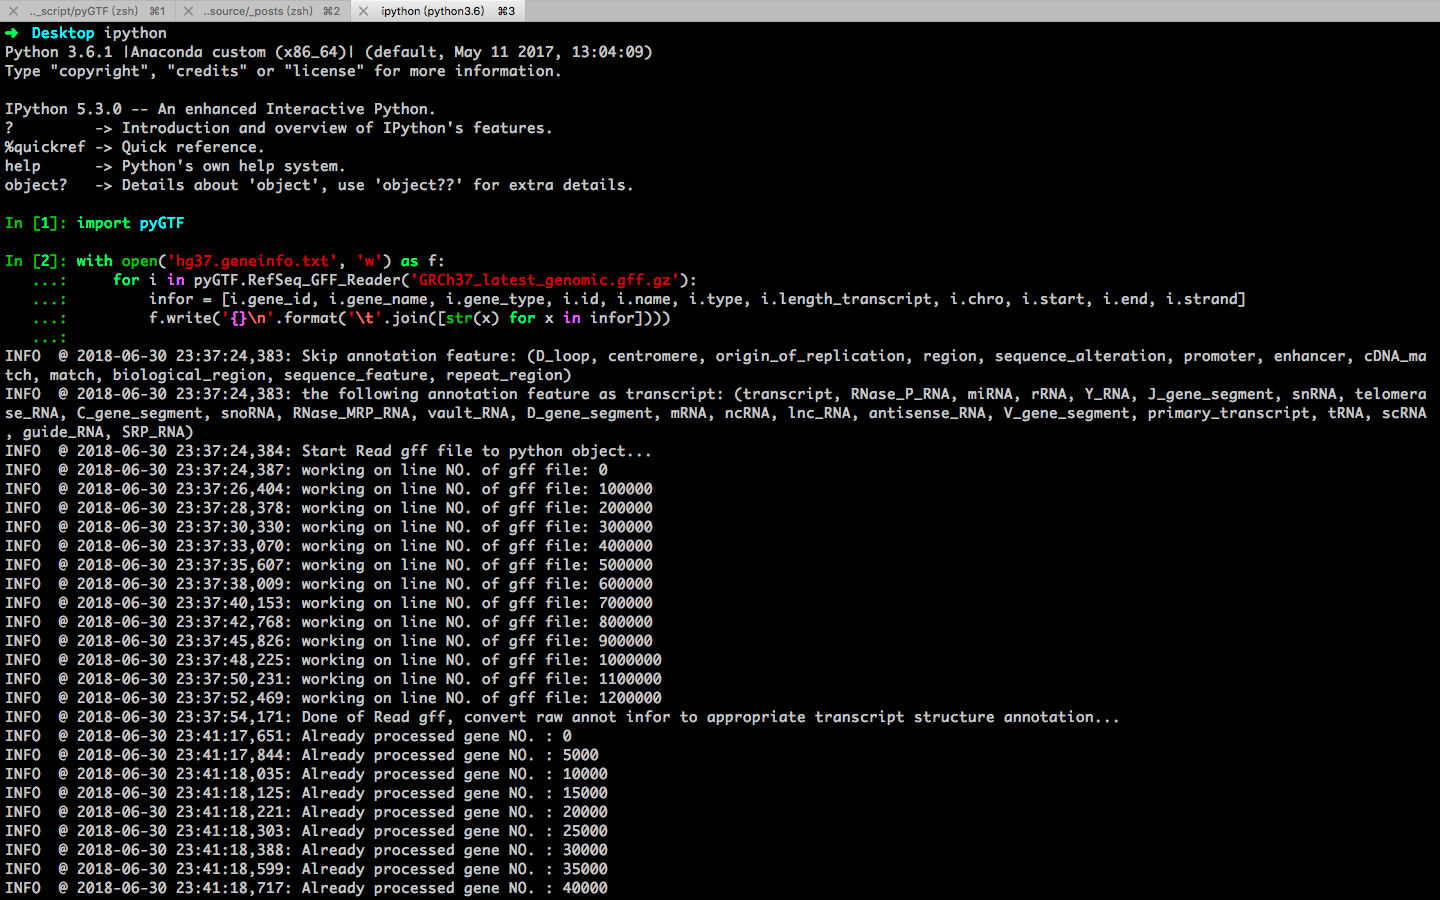 .._script/pyGTF (zsh) ⌘1 ..source/_posts (zsh) ⌘2 ipython (python3.6) ⌘3
➜  Desktop ipython
Python 3.6.1 |Anaconda custom (x86_64)| (default, May 11 2017, 13:04:09)
Type "copyright", "credits" or "license" for more information.
IPython 5.3.0 -- An enhanced Interactive Python.
?         -> Introduction and overview of IPython's features.
%quickref -> Quick reference.
help      -> Python's own help system.
object?   -> Details about 'object', use 'object??' for extra details.
In [1]: import pyGTF
In [2]: with open('hg37.geneinfo.txt', 'w') as f:
   ...:     for i in pyGTF.RefSeq_GFF_Reader('GRCh37_latest_genomic.gff.gz'):
   ...:         infor = [i.gene_id, i.gene_name, i.gene_type, i.id, i.name, i.type, i.length_transcript, i.chro, i.start, i.end, i.strand]
   ...:         f.write('{}\n'.format('\t'.join([str(x) for x in infor])))
   ...:
INFO  @ 2018-06-30 23:37:24,383: Skip annotation feature: (D_loop, centromere, origin_of_replication, region, sequence_alteration, promoter, enhancer, cDNA_ma
tch, match, biological_region, sequence_feature, repeat_region)
INFO  @ 2018-06-30 23:37:24,383: the following annotation feature as transcript: (transcript, RNase_P_RNA, miRNA, rRNA, Y_RNA, J_gene_segment, snRNA, telomera
se_RNA, C_gene_segment, snoRNA, RNase_MRP_RNA, vault_RNA, D_gene_segment, mRNA, ncRNA, lnc_RNA, antisense_RNA, V_gene_segment, primary_transcript, tRNA, scRNA
, guide_RNA, SRP_RNA)
INFO  @ 2018-06-30 23:37:24,384: Start Read gff file to python object...
INFO  @ 2018-06-30 23:37:24,387: working on line NO. of gff file: 0
INFO  @ 2018-06-30 23:37:26,404: working on line NO. of gff file: 100000
INFO  @ 2018-06-30 23:37:28,378: working on line NO. of gff file: 200000
INFO  @ 2018-06-30 23:37:30,330: working on line NO. of gff file: 300000
INFO  @ 2018-06-30 23:37:33,070: working on line NO. of gff file: 400000
INFO  @ 2018-06-30 23:37:35,607: working on line NO. of gff file: 500000
INFO  @ 2018-06-30 23:37:38,009: working on line NO. of gff file: 600000
INFO  @ 2018-06-30 23:37:40,153: working on line NO. of gff file: 700000
INFO  @ 2018-06-30 23:37:42,768: working on line NO. of gff file: 800000
INFO  @ 2018-06-30 23:37:45,826: working on line NO. of gff file: 900000
INFO  @ 2018-06-30 23:37:48,225: working on line NO. of gff file: 1000000
INFO  @ 2018-06-30 23:37:50,231: working on line NO. of gff file: 1100000
INFO  @ 2018-06-30 23:37:52,469: working on line NO. of gff file: 1200000
INFO  @ 2018-06-30 23:37:54,171: Done of Read gff, convert raw annot infor to appropriate transcript structure annotation...
INFO  @ 2018-06-30 23:41:17,651: Already processed gene NO. : 0
INFO  @ 2018-06-30 23:41:17,844: Already processed gene NO. : 5000
INFO  @ 2018-06-30 23:41:18,035: Already processed gene NO. : 10000
INFO  @ 2018-06-30 23:41:18,125: Already processed gene NO. : 15000
INFO  @ 2018-06-30 23:41:18,221: Already processed gene NO. : 20000
INFO  @ 2018-06-30 23:41:18,303: Already processed gene NO. : 25000
INFO  @ 2018-06-30 23:41:18,388: Already processed gene NO. : 30000
INFO  @ 2018-06-30 23:41:18,599: Already processed gene NO. : 35000
INFO  @ 2018-06-30 23:41:18,717: Already processed gene NO. : 40000